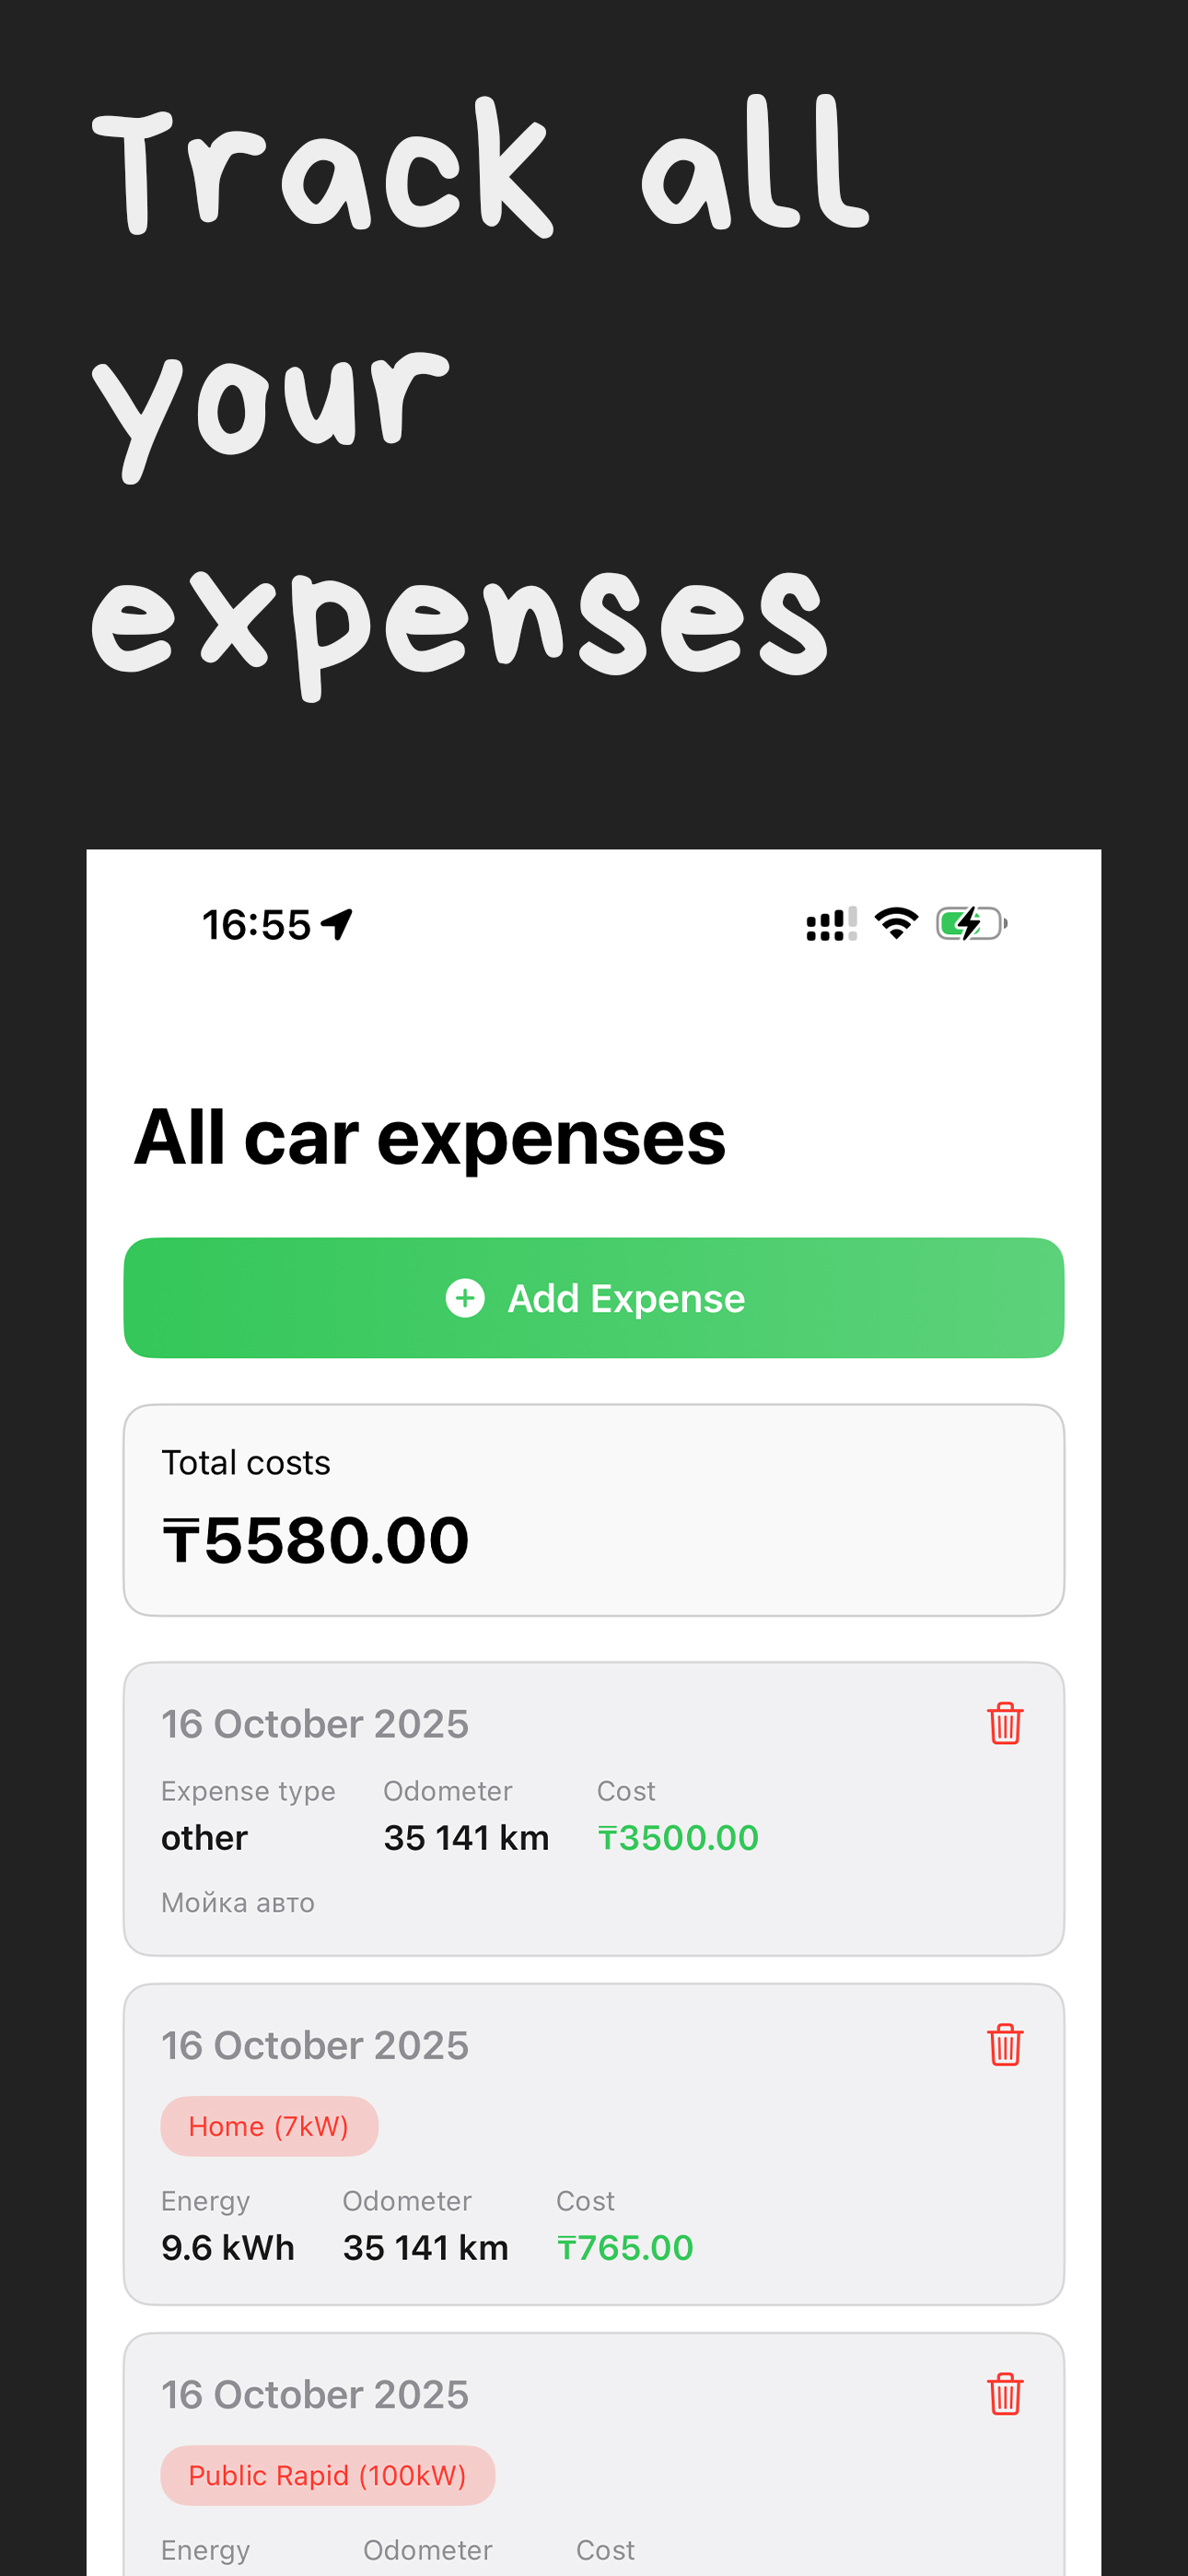 Track all
your
expenses
16:55
All car expenses
Add Expense
Total costs
₸5580.00
16 October 2025
Expense type Odometer Cost
other 35 141 km ₸3500.00
Мойка авто
16 October 2025
Home (7kW)
Energy Odometer Cost
9.6 kWh 35 141 km ₸765.00
16 October 2025
Public Rapid (100kW)
Energy Odometer Cost